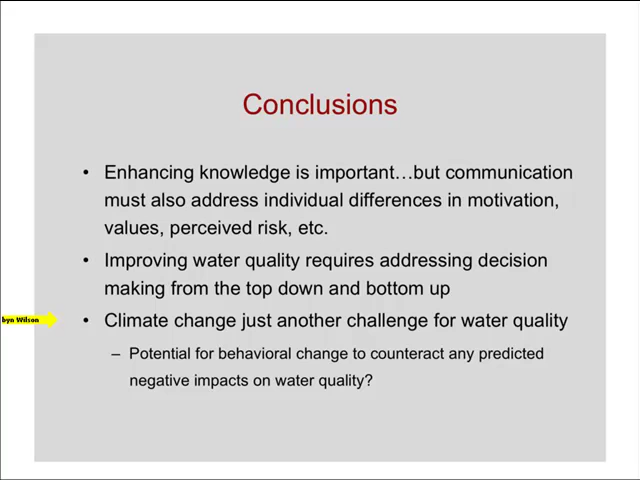 Conclusions
• Enhancing knowledge is important…but communication
must also address individual differences in motivation,
values, perceived risk, etc.
• Improving water quality requires addressing decision
making from the top down and bottom up
byn Wilson
• Climate change just another challenge for water quality
– Potential for behavioral change to counteract any predicted
negative impacts on water quality?